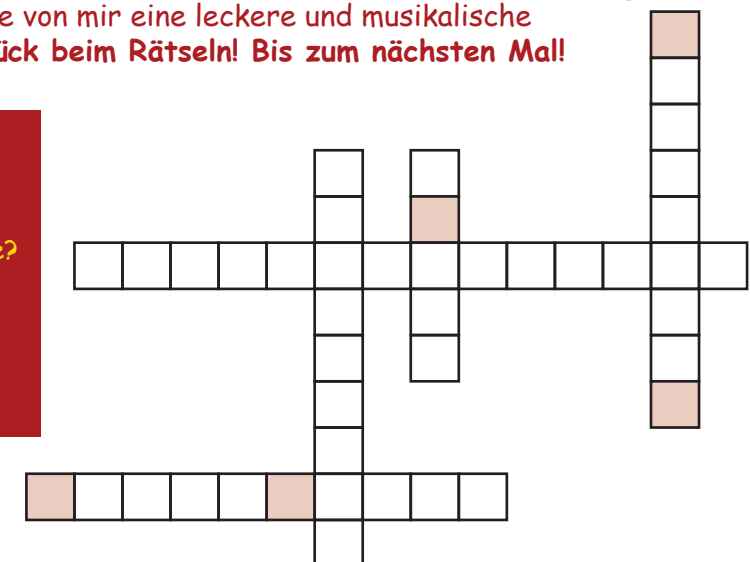 e von mir eine leckere und musikalische
ück beim Rätseln! Bis zum nächsten Mal!
?